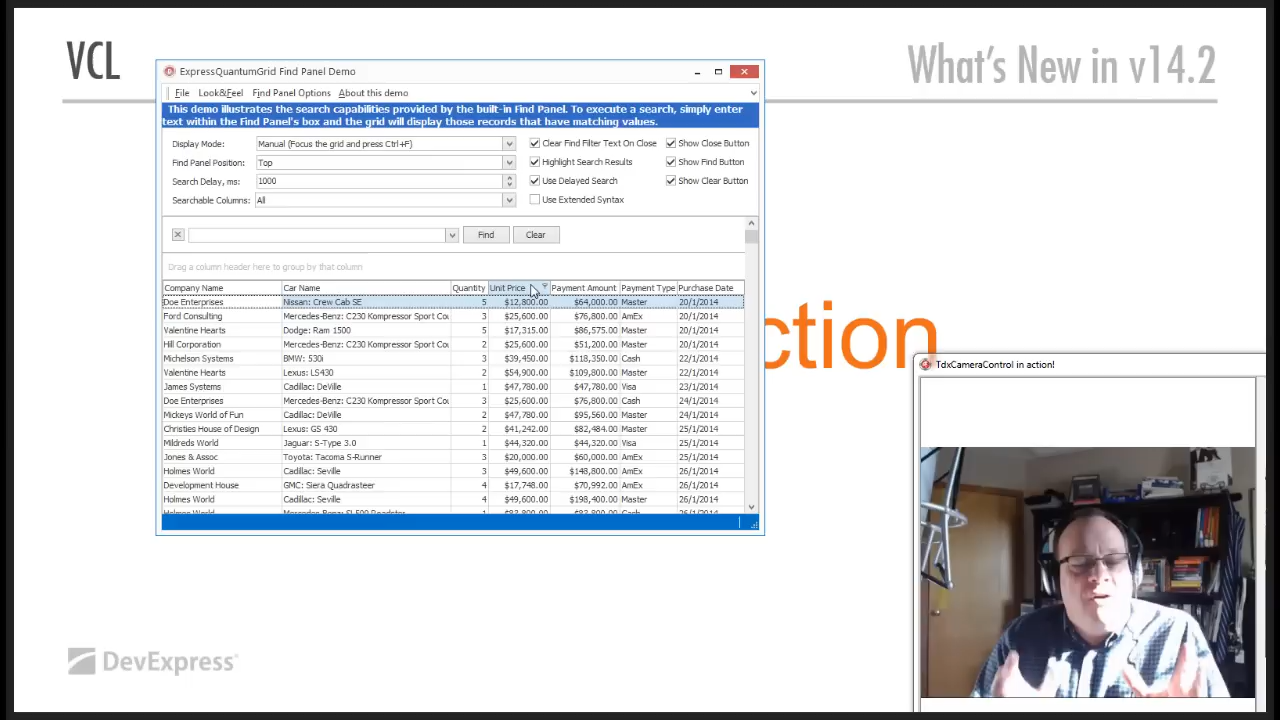 VCL
What's New in v14.2
ExpressQuantumGrid Find Panel Demo
File Look&Feel Find Panel Options About this demo
This demo illustrates the search capabilities provided by the built-in Find Panel. To execute a search, simply enter
text within the Find Panel's box and the grid will display those records that have matching values.
Display Mode: Manual (Focus the grid and press Ctrl+F) Clear Find Filter Text On Close Show Close Button
Find Panel Position: Top Highlight Search Results Show Find Button
Search Delay, ms: 1000 Use Delayed Search Show Clear Button
Searchable Columns: All Use Extended Syntax
Find Clear
Drag a column header here to group by that column
Company Name Car Name Quantity Unit Price Payment Amount Payment Type Purchase Date
Doe Enterprises Nissan: Crew Cab SE 5 $12,800.00 $64,000.00 Master 20/1/2014
Ford Consulting Mercedes-Benz: C230 Kompressor Sport Cou 3 $25,600.00 $76,800.00 AmEx 21/1/2014
Valentine Hearts Dodge: Ram 1500 5 $17,315.00 $86,575.00 Master 20/1/2014
Hill Corporation Mercedes-Benz: C230 Kompressor Sport Cou 2 $25,600.00 $51,200.00 Master 20/1/2014
Michelson Systems BMW: 530i 3 $39,450.00 $118,350.00 Cash 22/1/2014
Valentine Hearts Lexus: LS430 2 $54,900.00 $109,800.00 Master 22/1/2014
James Systems Cadillac: DeVille 1 $47,780.00 $47,780.00 Visa 23/1/2014
Doe Enterprises Mercedes-Benz: C230 Kompressor Sport Cou 3 $25,600.00 $76,800.00 Cash 24/1/2014
Mickeys World of Fun Cadillac: DeVille 2 $47,780.00 $95,560.00 Master 24/1/2014
Christies House of Design Lexus: GS 430 2 $41,242.00 $82,484.00 Master 25/1/2014
Mildreds World Jaguar: S-Type 3.0 1 $44,320.00 $44,320.00 Visa 25/1/2014
Jones & Assoc Toyota: Tacoma S-Runner 3 $20,000.00 $60,000.00 AmEx 25/1/2014
Holmes World Cadillac: Seville 3 $49,600.00 $148,800.00 AmEx 26/1/2014
Development House GMC: Siera Quadrasteer 4 $17,748.00 $70,992.00 AmEx 26/1/2014
Holmes World Cadillac: Seville 4 $49,600.00 $198,400.00 Master 26/1/2014
ction
TdxCameraControl in action!
DevExpress